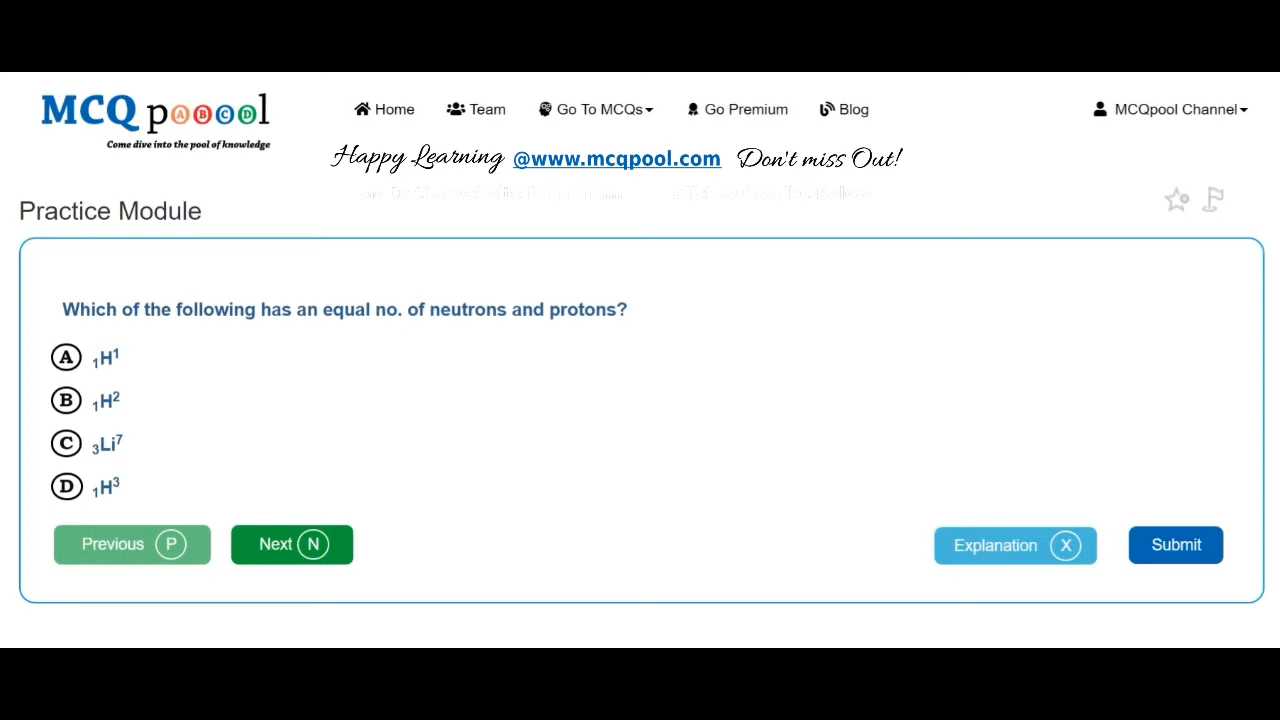 MCQ pooool
Come dive into the pool of knowledge
Home Team Go To MCQs Go Premium Blog MCQpool Channel
Happy Learning @www.mcqpool.com Don't miss Out!
Practice Module
Which of the following has an equal no. of neutrons and protons?
A ₁H¹
B ₁H²
C ₃Li⁷
D ₁H³
Previous P Next N Explanation X Submit